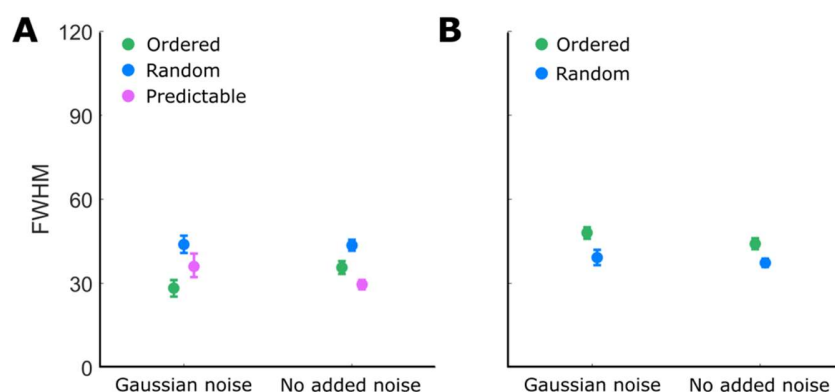 A
B
120
90
60
30
0
FWHM
Ordered
Random
Predictable
Gaussian noise
No added noise
Ordered
Random
Gaussian noise
No added noise